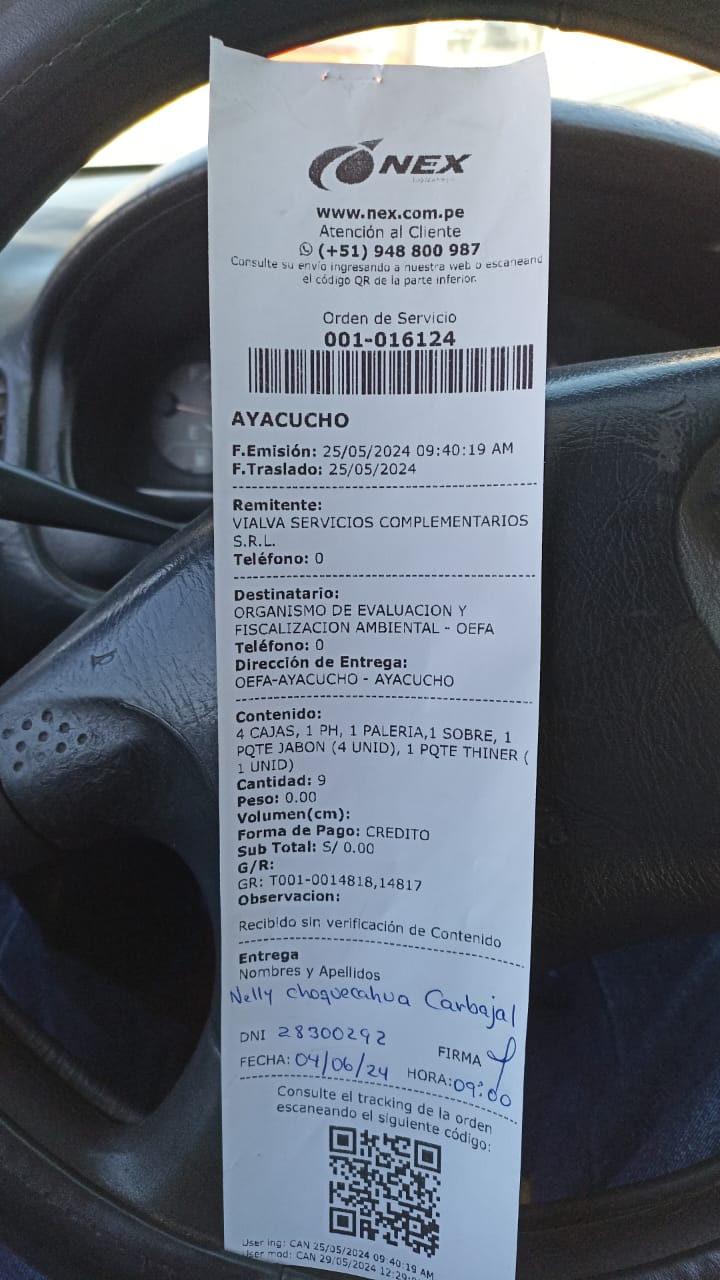 NEX
www.nex.com.pe
Atención al Cliente
(+51) 948 800 987
Consulte su envío ingresando a nuestra web o escaneand
el código QR de la parte inferior.
Orden de Servicio
001-016124
AYACUCHO
F.Emisión: 25/05/2024 09:40:19 AM
F.Traslado: 25/05/2024
Remitente:
VIALVA SERVICIOS COMPLEMENTARIOS
S.R.L.
Teléfono: 0
Destinatario:
ORGANISMO DE EVALUACION Y
FISCALIZACION AMBIENTAL - OEFA
Teléfono: 0
Dirección de Entrega:
OEFA-AYACUCHO - AYACUCHO
Contenido:
4 CAJAS, 1 PH, 1 PALERIA,1 SOBRE, 1
PQTE JABON (4 UNID), 1 PQTE THINER (
1 UNID)
Cantidad: 9
Peso: 0.00
Volumen(cm):
Forma de Pago: CREDITO
Sub Total: S/ 0.00
G/R:
GR: T001-0014818,14817
Observacion:
Recibido sin verificación de Contenido
Entrega
Nombres y Apellidos
Nelly choquecahua Carbajal
DNI 28300292 FIRMA
FECHA: 04/06/24 HORA: 09:00
Consulte el tracking de la orden
escaneando el siguiente código:
User ing: CAN 25/05/2024 09:40:19 AM
User mod: CAN 29/05/2024